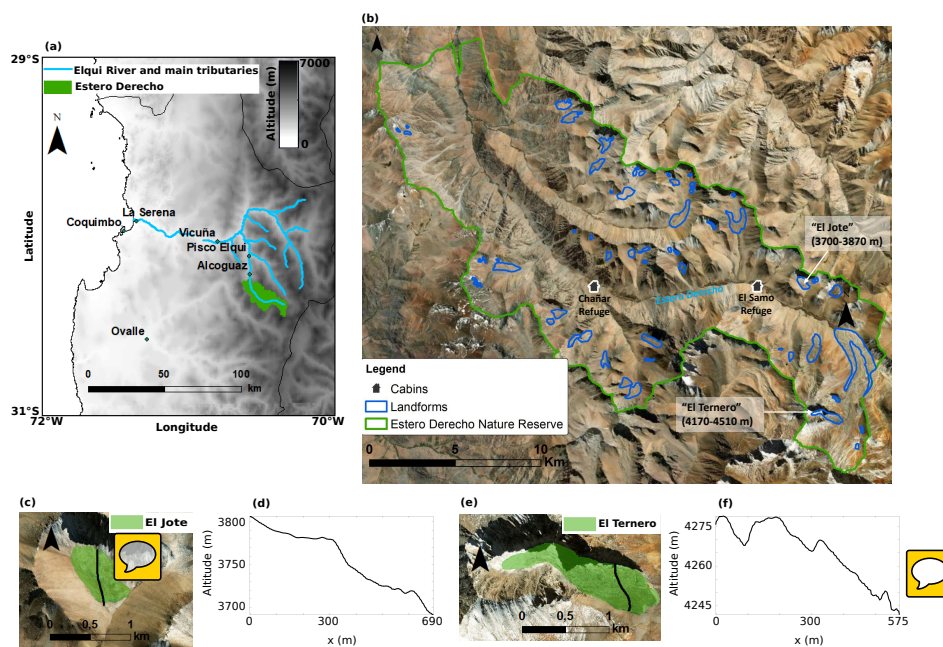 (a)
29°S
Elqui River and main tributaries
Estero Derecho
7000
Altitude (m)
0
N
La Serena
Coquimbo
Vicuña
Pisco Elqui
Alcoguaz
Ovalle
0 50 100
km
Latitude
31°S
72°W
70°W
Longitude
(b)
"El Jote"
(3700-3870 m)
Chañar
Refuge
El Samo
Refuge
"El Ternero"
(4170-4510 m)
Legend
Cabins
Landforms
Estero Derecho Nature Reserve
0 5 10
Km
(c)
El Jote
0 0.5 1
km
(d)
Altitude (m)
3800
3750
3700
0 300 690
x (m)
(e)
El Ternero
0 0,5 1
km
(f)
Altitude (m)
4275
4260
4245
0 300 575
x (m)